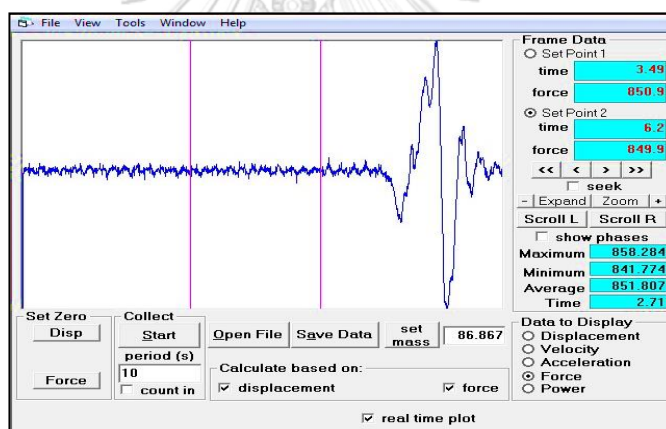 File View Tools Window Help
Frame Data
Set Point 1
time 3.49
force 850.9
Set Point 2
time 6.2
force 849.9
<< < > >>
seek
- Expand Zoom +
Scroll L Scroll R
show phases
Maximum 858.284
Minimum 841.774
Average 851.807
Time 2.71
Set Zero
Disp
Force
Collect
Start
period (s)
10
count in
Open File Save Data set mass 86.867
Calculate based on:
displacement force
Data to Display
Displacement
Velocity
Acceleration
Force
Power
real time plot